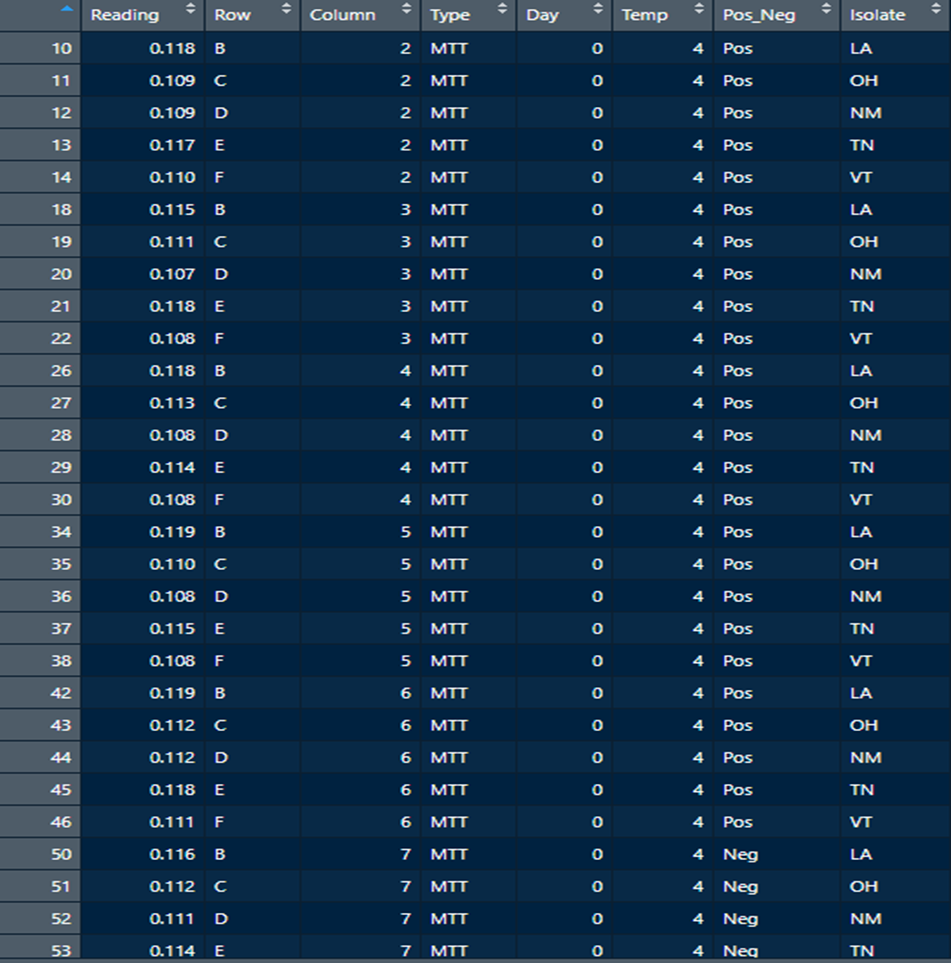 Reading Row Column Type Day Temp Pos_Neg Isolate
10 0.118 B 2 MTT 0 4 Pos LA
11 0.109 C 2 MTT 0 4 Pos OH
12 0.109 D 2 MTT 0 4 Pos NM
13 0.117 E 2 MTT 0 4 Pos TN
14 0.110 F 2 MTT 0 4 Pos VT
18 0.115 B 3 MTT 0 4 Pos LA
19 0.111 C 3 MTT 0 4 Pos OH
20 0.107 D 3 MTT 0 4 Pos NM
21 0.118 E 3 MTT 0 4 Pos TN
22 0.108 F 3 MTT 0 4 Pos VT
26 0.118 B 4 MTT 0 4 Pos LA
27 0.113 C 4 MTT 0 4 Pos OH
28 0.108 D 4 MTT 0 4 Pos NM
29 0.114 E 4 MTT 0 4 Pos TN
30 0.108 F 4 MTT 0 4 Pos VT
34 0.119 B 5 MTT 0 4 Pos LA
35 0.110 C 5 MTT 0 4 Pos OH
36 0.108 D 5 MTT 0 4 Pos NM
37 0.115 E 5 MTT 0 4 Pos TN
38 0.108 F 5 MTT 0 4 Pos VT
42 0.119 B 6 MTT 0 4 Pos LA
43 0.112 C 6 MTT 0 4 Pos OH
44 0.112 D 6 MTT 0 4 Pos NM
45 0.118 E 6 MTT 0 4 Pos TN
46 0.111 F 6 MTT 0 4 Pos VT
50 0.116 B 7 MTT 0 4 Neg LA
51 0.112 C 7 MTT 0 4 Neg OH
52 0.111 D 7 MTT 0 4 Neg NM
53 0.114 E 7 MTT 0 4 Neg TN